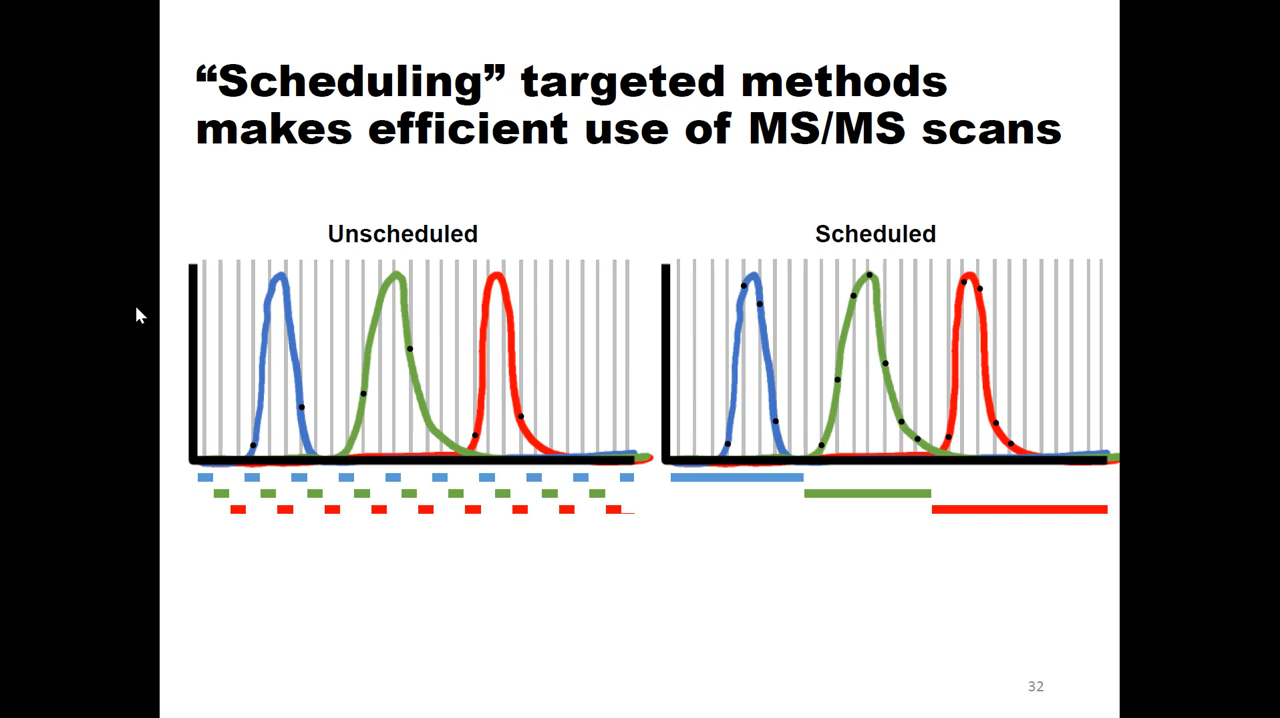 “Scheduling” targeted methods
makes efficient use of MS/MS scans
Unscheduled
Scheduled
32